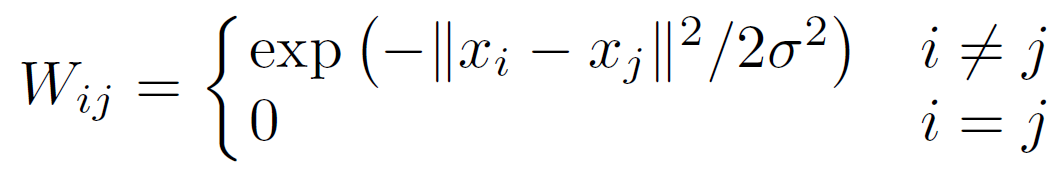 W_{ij} = \begin{cases} \exp\left(-\|x_i - x_j\|^2/2\sigma^2\right) & i \neq j \\ 0 & i = j \end{cases}